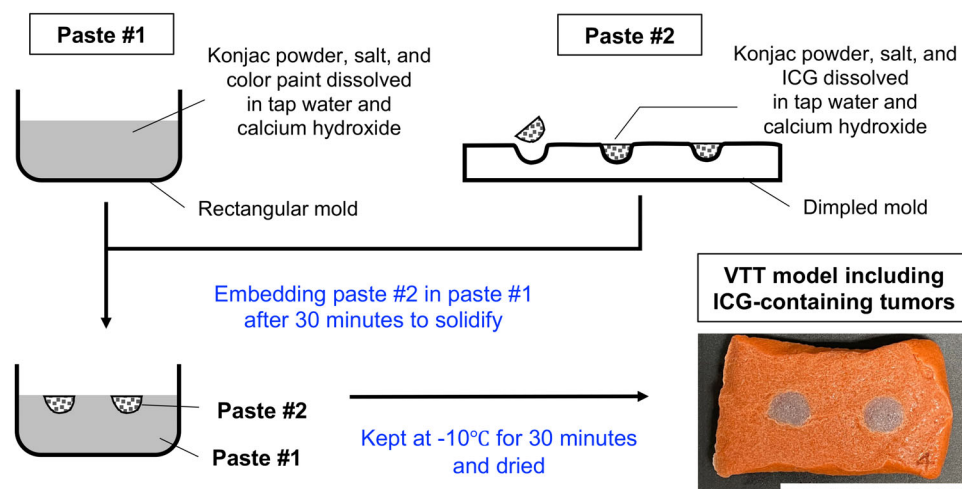 Paste #1
Konjac powder, salt, and
color paint dissolved
in tap water and
calcium hydroxide
Rectangular mold
Paste #2
Konjac powder, salt, and
ICG dissolved
in tap water and
calcium hydroxide
Dimpled mold
Embedding paste #2 in paste #1
after 30 minutes to solidify
Paste #2
Paste #1
Kept at -10℃ for 30 minutes
and dried
VTT model including
ICG-containing tumors
4